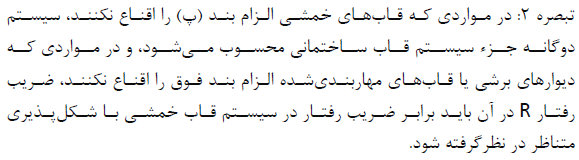 تبصره ۲: در مواردی که قاب‌های خمشی الزام بند (پ) را اقناع نکنند، سیستم
دوگانه جزء سیستم قاب ساختمانی محسوب می‌شود، و در مواردی که
دیوارهای برشی یا قاب‌های مهاربندی‌شده الزام بند فوق را اقناع نکنند، ضریب
رفتار R در آن باید برابر ضریب رفتار در سیستم قاب خمشی با شکل‌پذیری
متناظر در نظرگرفته شود.